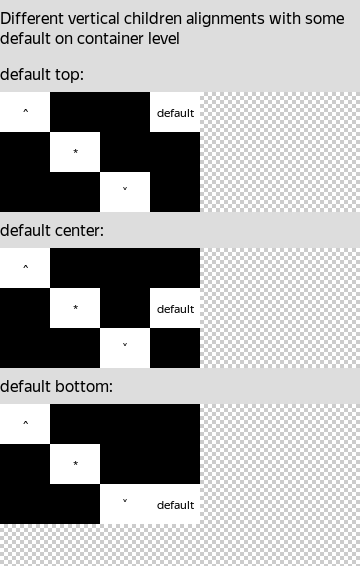 Different vertical children alignments with some
default on container level
default top:
^ default
*
˅
default center:
^
* default
˅
default bottom:
^
*
˅ default